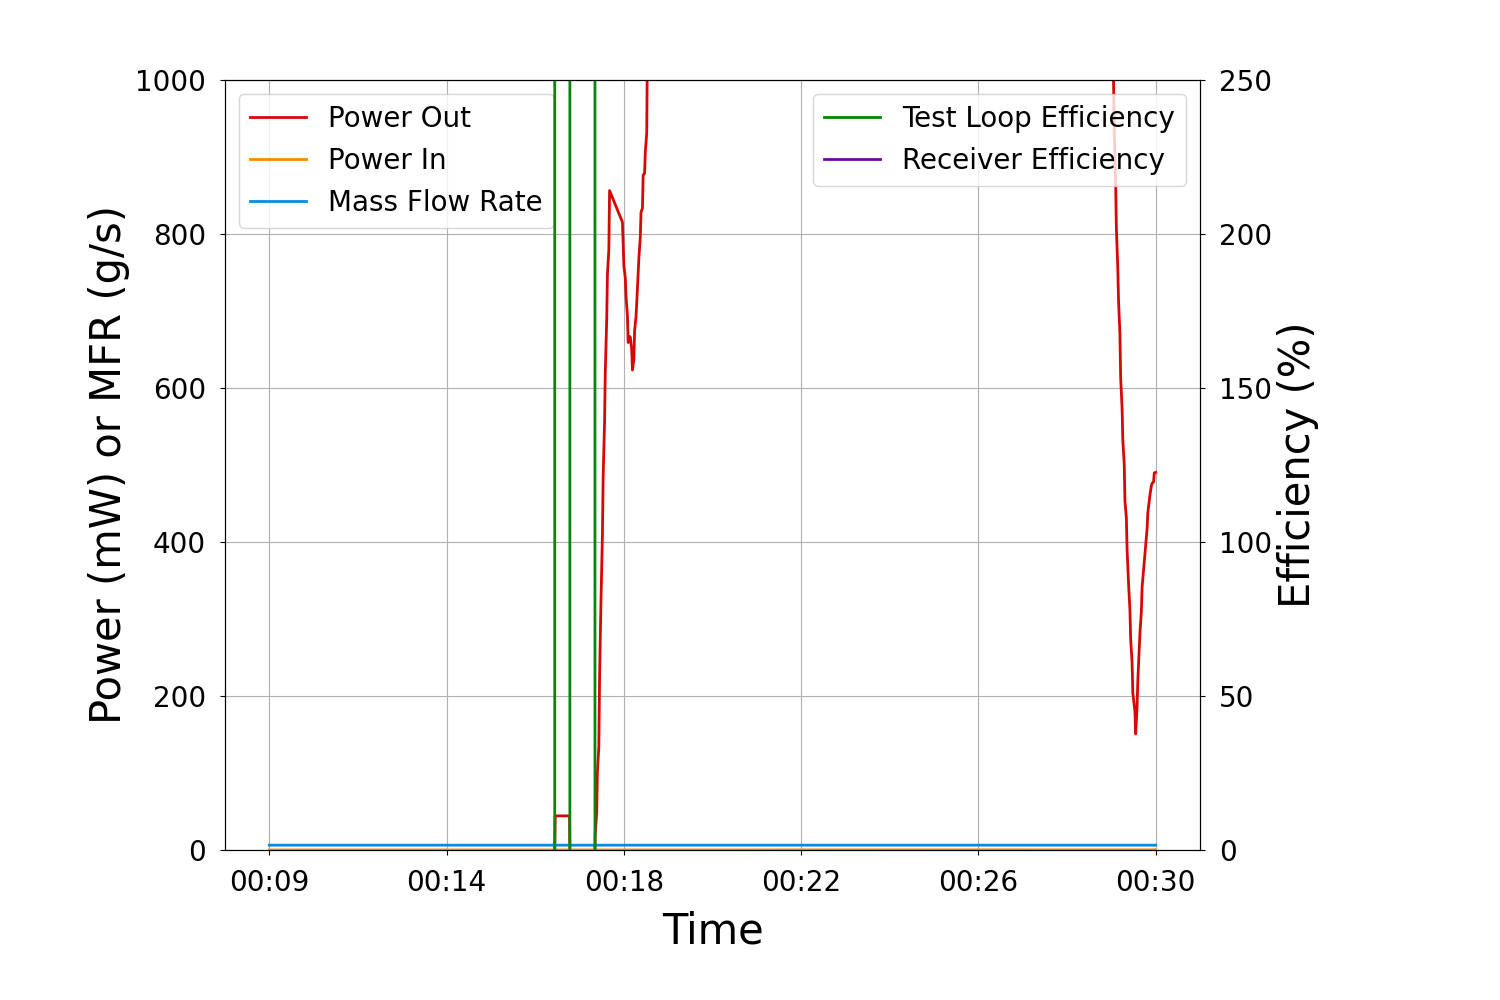 1000
800
600
400
200
0
Power (mW) or MFR (g/s)
Power Out
Power In
Mass Flow Rate
Test Loop Efficiency
Receiver Efficiency
250
200
150
100
50
0
Efficiency (%)
00:09 00:14 00:18 00:22 00:26 00:30
Time